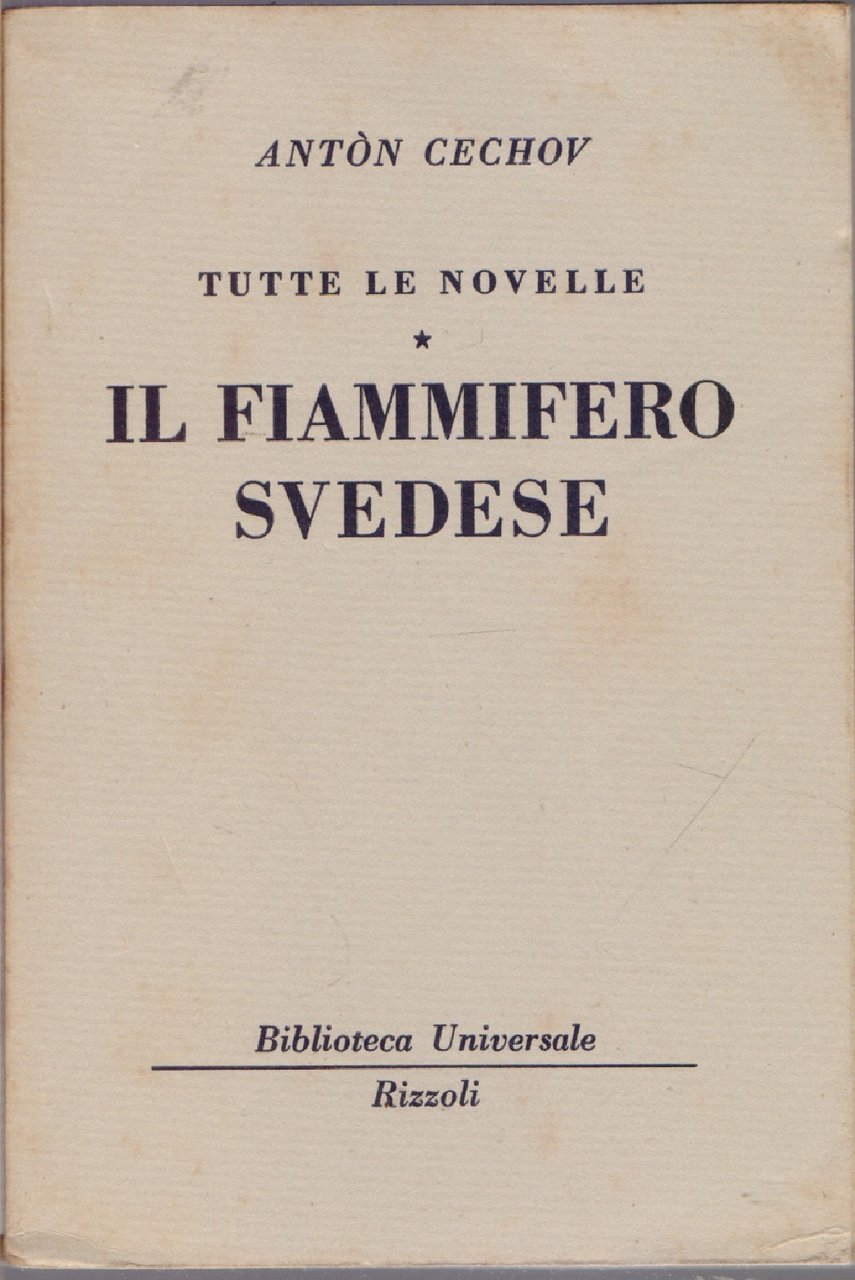 ANTÒN CECHOV
TUTTE LE NOVELLE
★
IL FIAMMIFERO
SVEDESE
Biblioteca Universale
Rizzoli